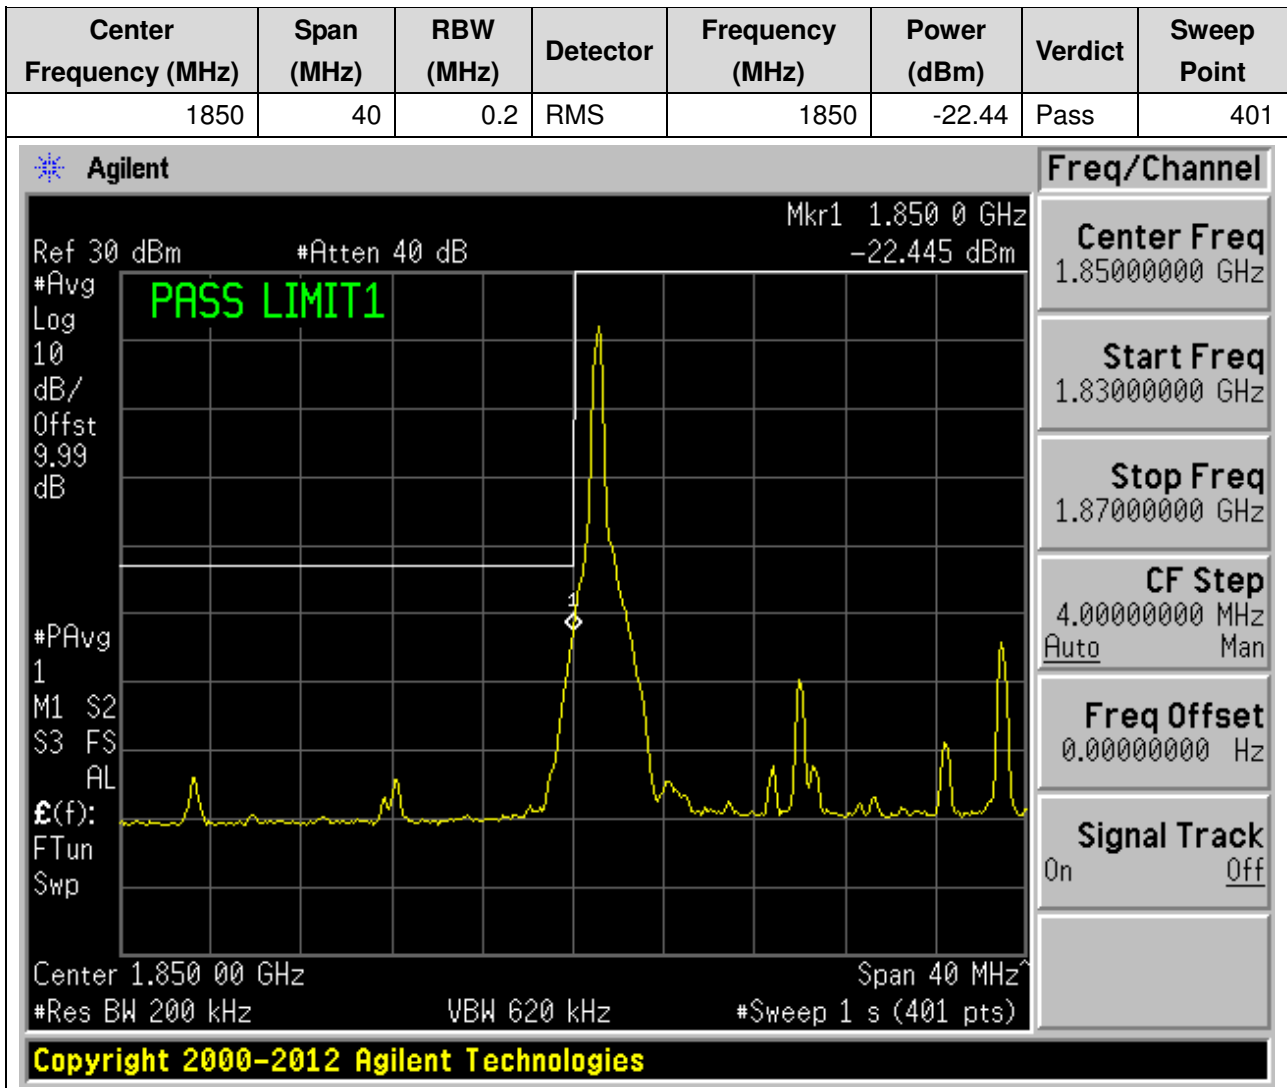 Center Frequency (MHz) Span (MHz) RBW (MHz) Detector Frequency (MHz) Power (dBm) Verdict Sweep Point
1850 40 0.2 RMS 1850 -22.44 Pass 401
Agilent
Freq/Channel
Mkr1 1.850 0 GHz
Ref 30 dBm #Atten 40 dB -22.445 dBm
#Avg
Log
10
dB/
Offst
9.99
dB
PASS LIMIT1
1
#PAvg
1
M1 S2
S3 FS
AL
£(f):
FTun
Swp
Center 1.850 00 GHz Span 40 MHz^
#Res BW 200 kHz VBW 620 kHz #Sweep 1 s (401 pts)
Center Freq
1.85000000 GHz
Start Freq
1.83000000 GHz
Stop Freq
1.87000000 GHz
CF Step
4.00000000 MHz
Auto Man
Freq Offset
0.00000000 Hz
Signal Track
On Off
Copyright 2000-2012 Agilent Technologies